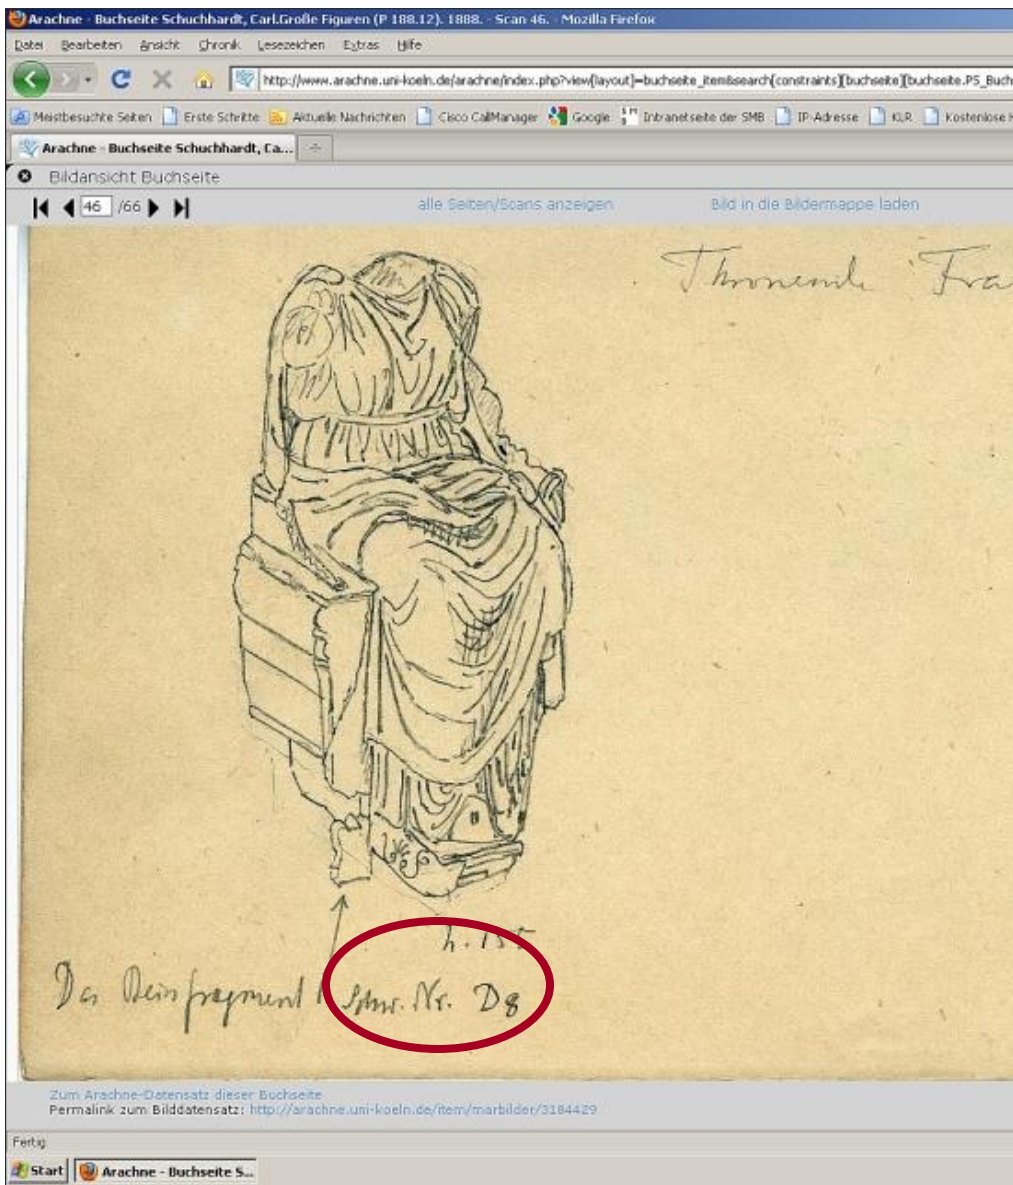 Arachne - Buchseite Schuchhardt, Carl.Große Figuren (P 188.12). 1888. - Scan 46. - Mozilla Firefox
Datei Bearbeiten Ansicht Chronik Lesezeichen Extras Hilfe
http://www.arachne.uni-koeln.de/arachne/index.php?view[layout]=buchseite_item&search[constraints][buchseite][buchseite.PS_Buch
Meistbesuchte Seiten Erste Schritte Aktuelle Nachrichten Cisco CallManager Google Intranetseite der SMB IP-Adresse KLR Kostenlose
Arachne - Buchseite Schuchhardt, Ca...
Bildansicht Buchseite
46 /66 alle Seiten/Scans anzeigen Bild in die Bildermappe laden
Thronende Fra
h. 155
Das Beinfragment Nr. D8
Zum Arachne-Datensatz dieser Buchseite
Permalink zum Bilddatensatz: http://arachne.uni-koeln.de/item/marbilder/3184429
Fertig
Start Arachne - Buchseite S...